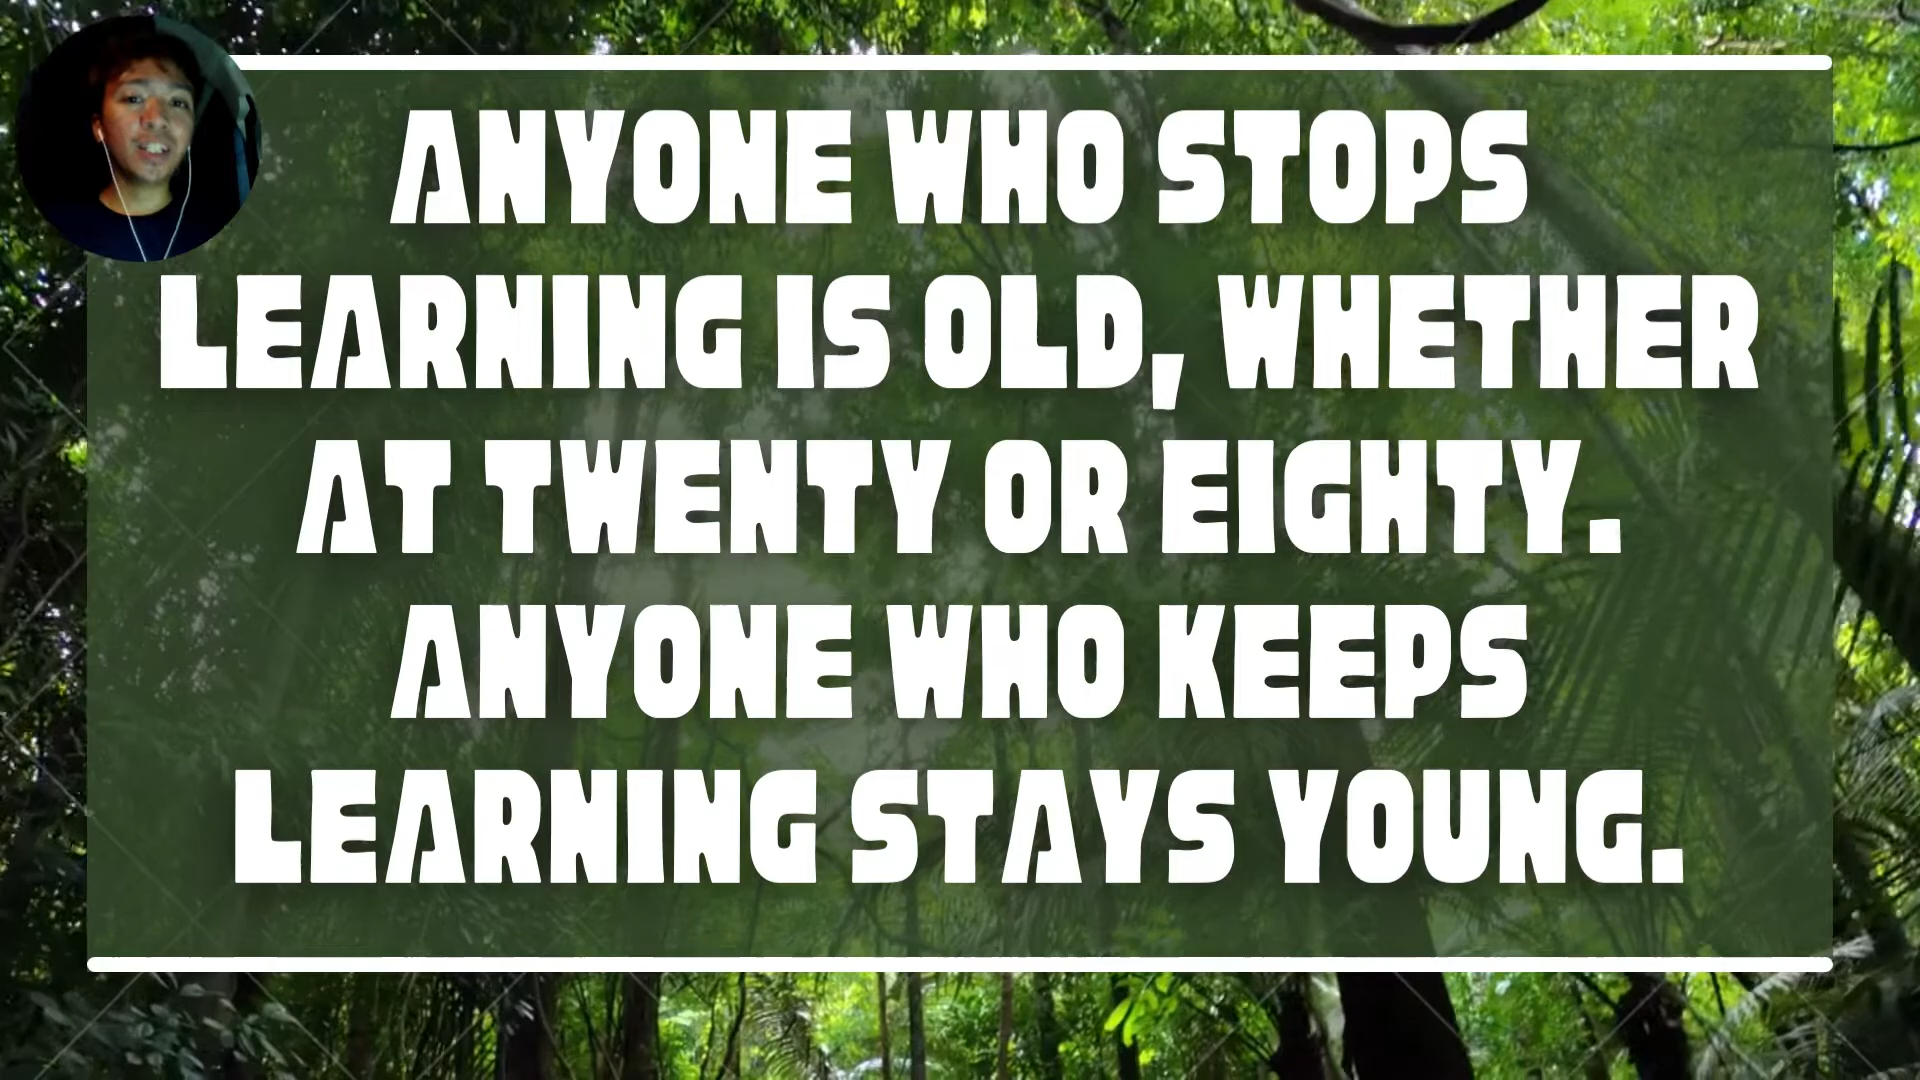 ANYONE WHO STOPS
LEARNING IS OLD, WHETHER
AT TWENTY OR EIGHTY.
ANYONE WHO KEEPS
LEARNING STAYS YOUNG.